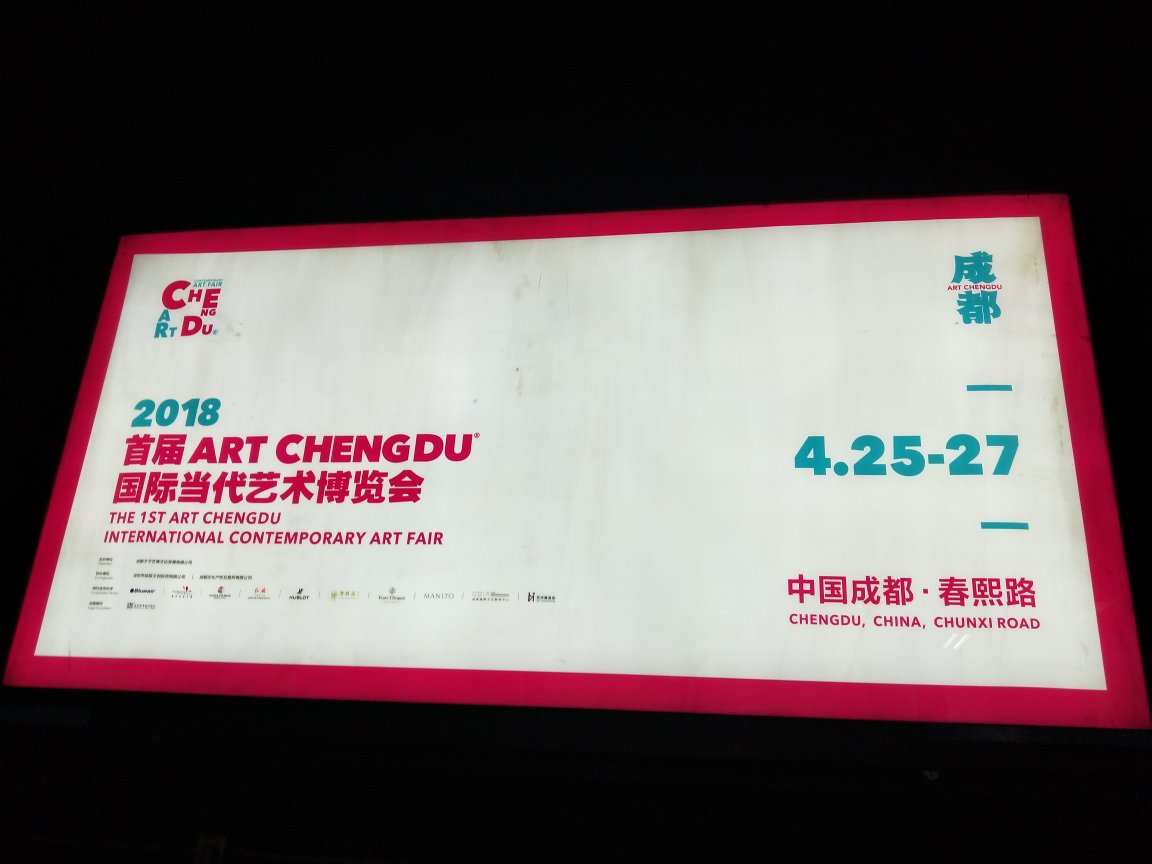 CONTEMPORARY
ART FAIR
CHE
NG
ART DU®
成
ART CHENGDU
都
2018
首届 ART CHENGDU®
国际当代艺术博览会
THE 1ST ART CHENGDU
INTERNATIONAL CONTEMPORARY ART FAIR
4.25-27
中国成都·春熙路
CHENGDU, CHINA, CHUNXI ROAD
Blueair
HUBLOT
MANITO